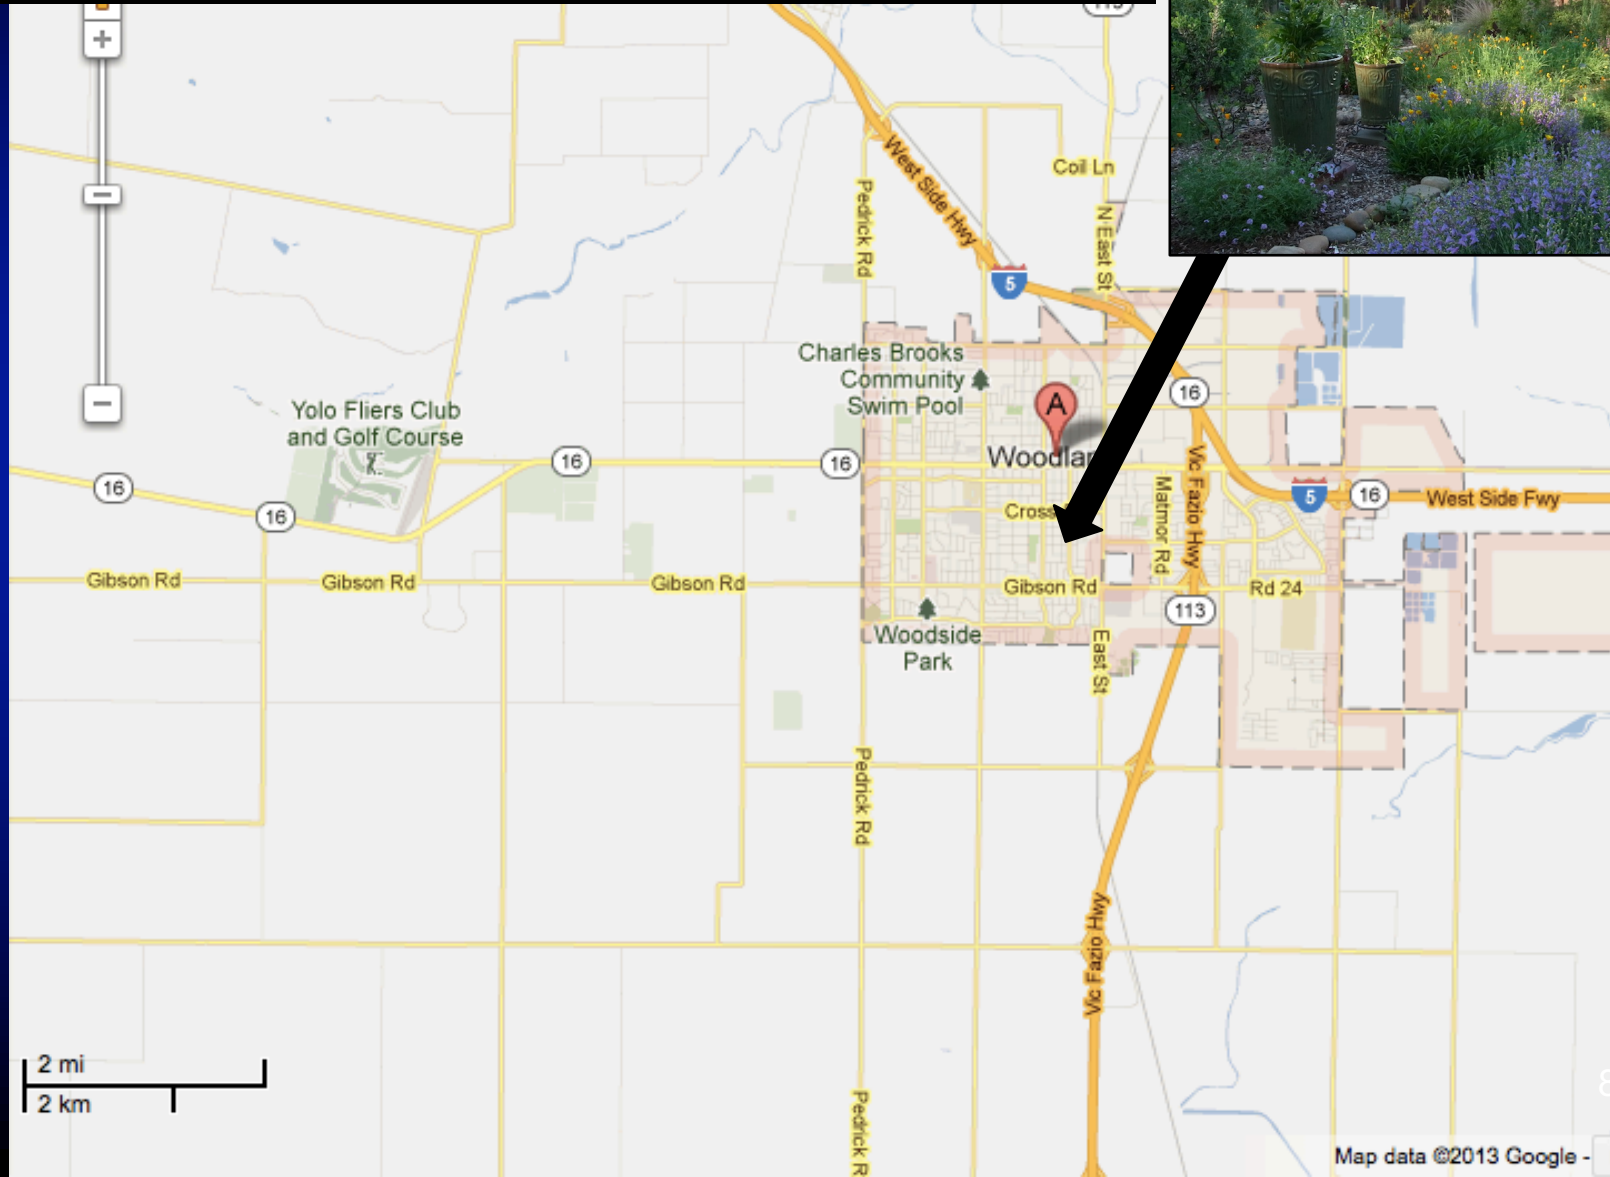 113
Coil Ln
West Side Hwy
Pedrick Rd
N East St
5
Charles Brooks
Community
Swim Pool
16
A
Yolo Fliers Club
and Golf Course
16
16
Woodlan
16
16
Vic Fazio Hwy
Matmor Rd
5
16
West Side Fwy
Cross
Gibson Rd
Gibson Rd
Gibson Rd
Gibson Rd
Rd 24
113
Woodside
Park
East St
Pedrick Rd
Vic Fazio Hwy
2 mi
2 km
Pedrick R
8
Map data ©2013 Google -